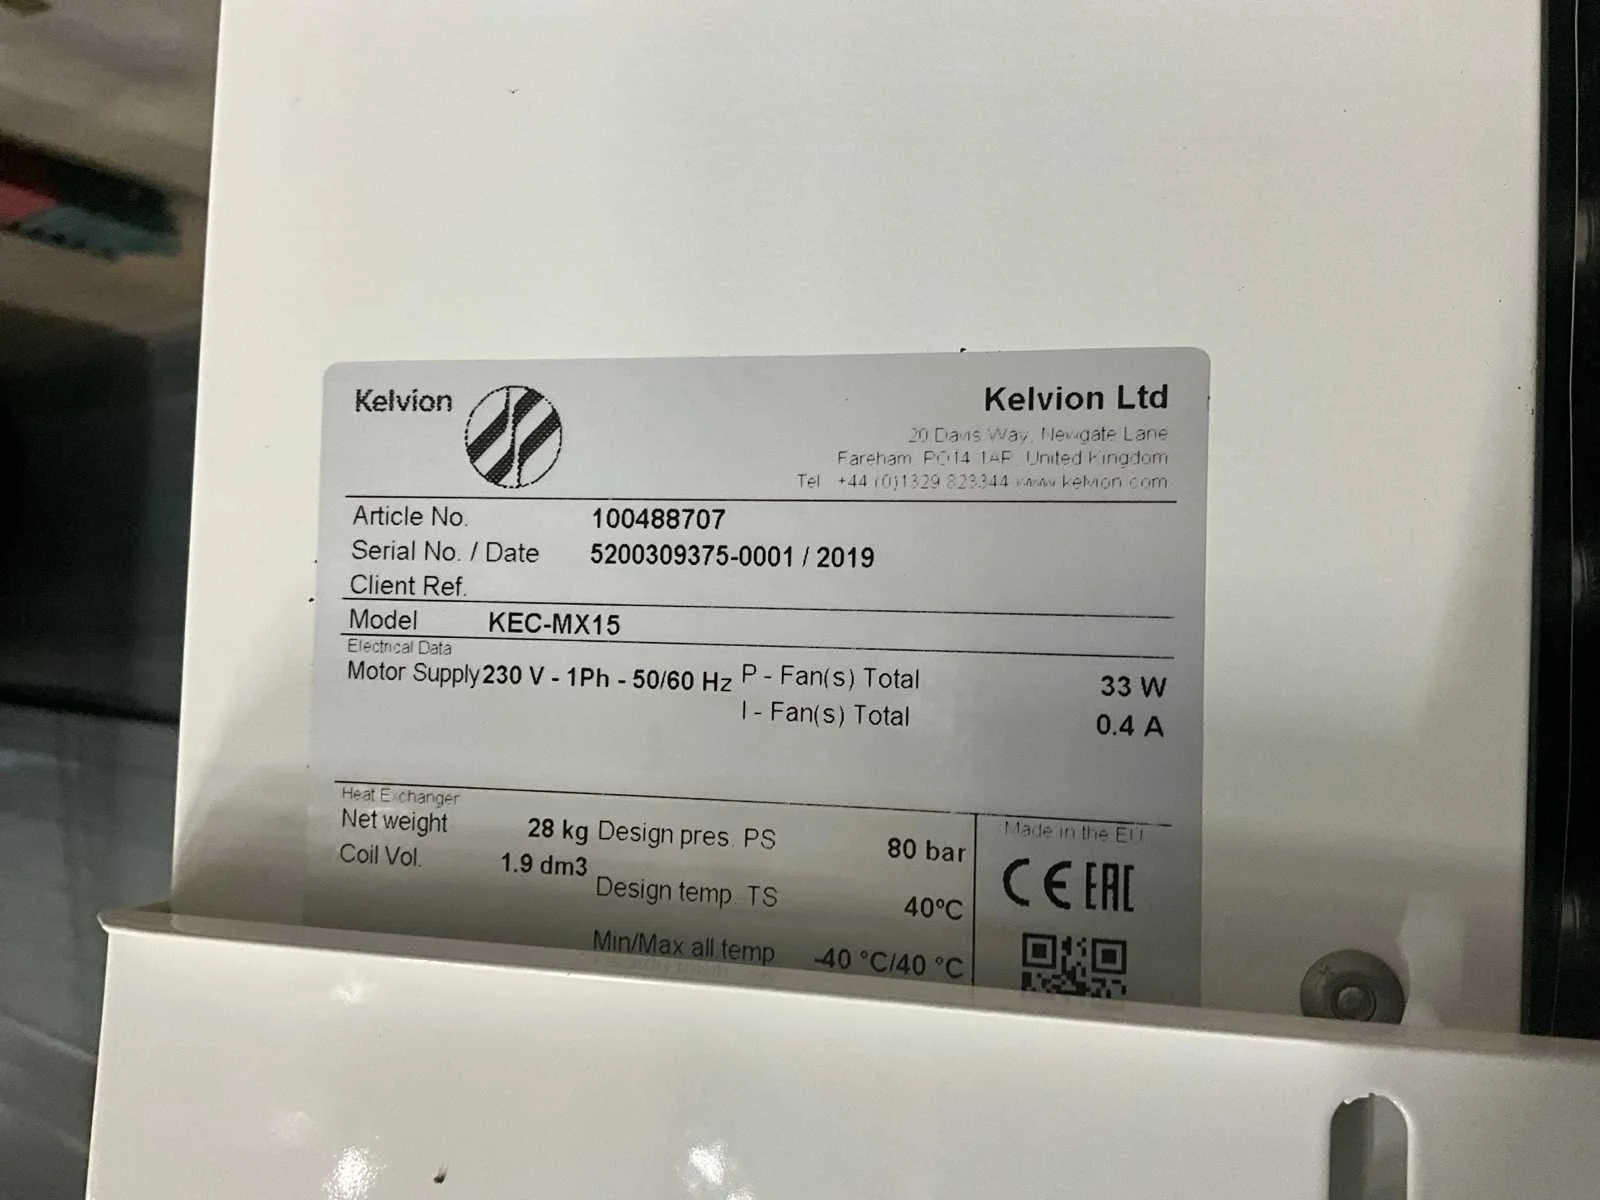 Kelvion
Kelvion Ltd
20 Davis Way, Newgate Lane
Fareham PO14 1AR United Kingdom
Tel +44 (0)1329 823344 www.kelvion.com
Article No. 100488707
Serial No. / Date 5200309375-0001 / 2019
Client Ref.
Model KEC-MX15
Electrical Data
Motor Supply 230 V - 1Ph - 50/60 Hz P - Fan(s) Total 33 W
I - Fan(s) Total 0.4 A
Heat Exchanger
Net weight 28 kg Design pres. PS 80 bar
Coil Vol. 1.9 dm3
Design temp. TS 40ºC
Min/Max all.temp -40 °C/40 °C
Made in the EU
CE EAC